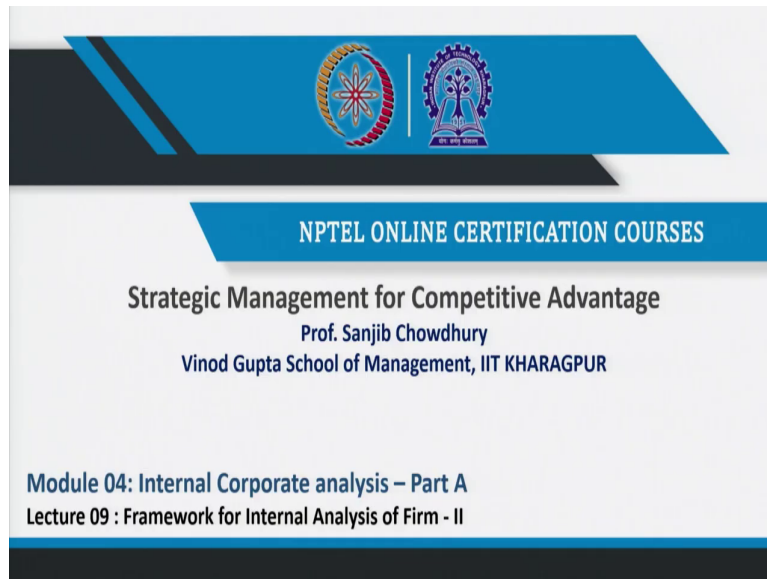 NPTEL ONLINE CERTIFICATION COURSES
Strategic Management for Competitive Advantage
Prof. Sanjib Chowdhury
Vinod Gupta School of Management, IIT KHARAGPUR
Module 04: Internal Corporate analysis – Part A
Lecture 09 : Framework for Internal Analysis of Firm - II